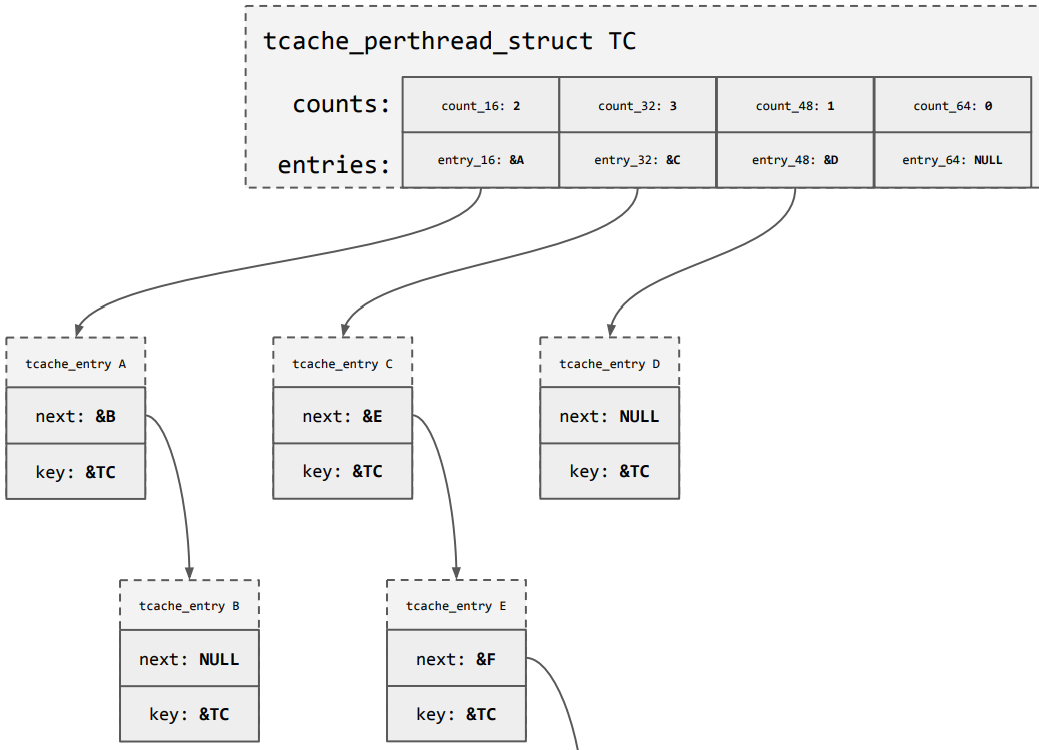 tcache_perthread_struct TC
counts: count_16: 2 count_32: 3 count_48: 1 count_64: 0
entries: entry_16: &A entry_32: &C entry_48: &D entry_64: NULL
tcache_entry A tcache_entry C tcache_entry D
next: &B next: &E next: NULL
key: &TC key: &TC key: &TC
tcache_entry B tcache_entry E
next: NULL next: &F
key: &TC key: &TC